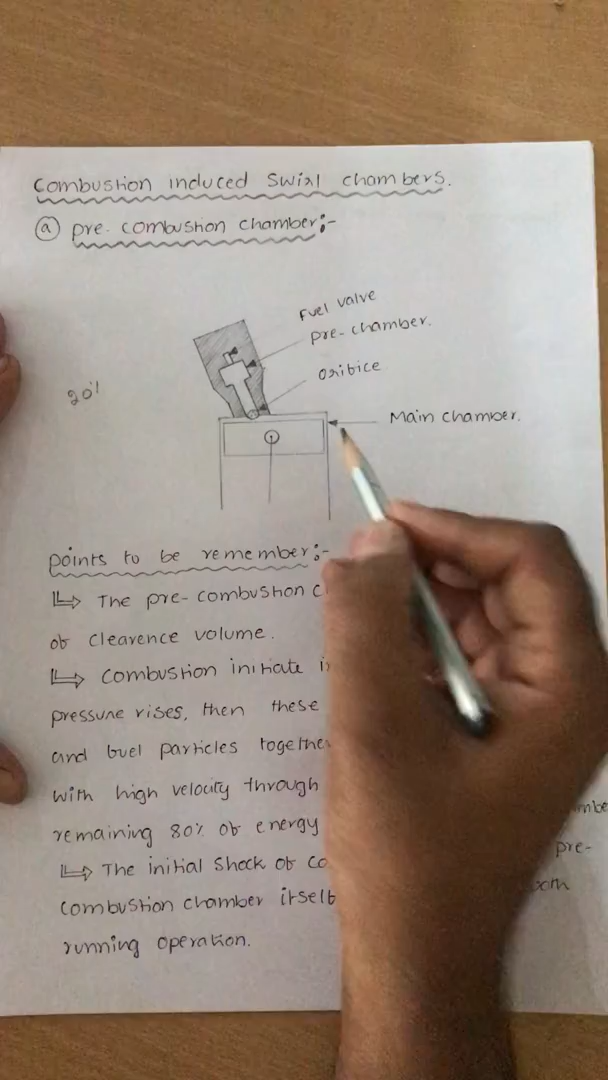 Combustion induced Swirl chambers.
(a) pre-combustion chamber:-
Fuel valve
pre-chamber.
orifice
20%
Main chamber.
points to be remember:-
↳ The pre-combustion c
of clearence volume.
↳ combustion initiate i
pressure rises, then these
and fuel particles togethe
with high velocity through
remaining 80% of energy
↳ The initial shock of co
pre-
combustion chamber itself
running operation.